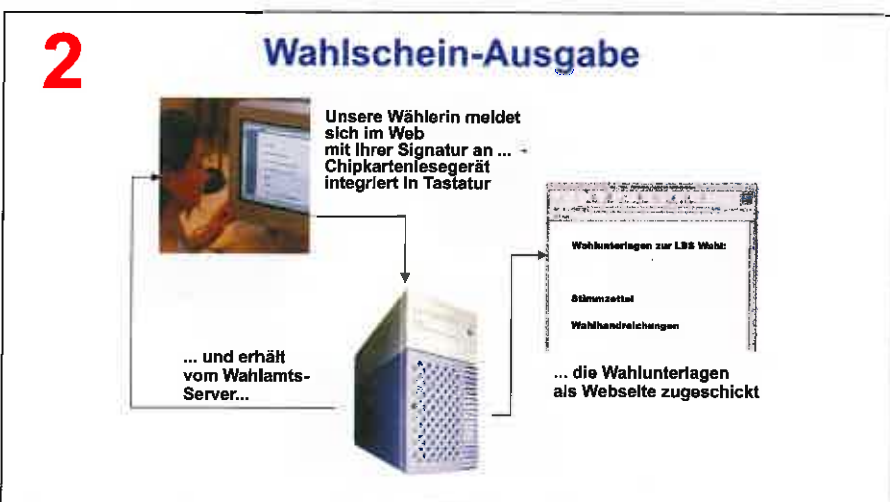 2
Wahlschein-Ausgabe
Unsere Wählerin meldet
sich im Web
mit Ihrer Signatur an ...
Chipkartenlesegerät
integriert in Tastatur
Wahlunterlagen zur LBS Wahl:
Stimmzettel
Wahlhandreichungen
... und erhält
vom Wahlamts-
Server...
... die Wahlunterlagen
als Webseite zugeschickt